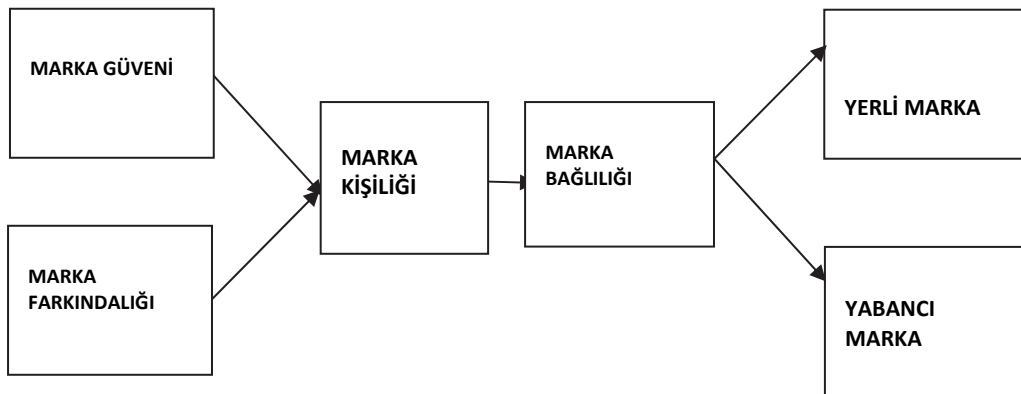 MARKA GÜVENİ
MARKA
FARKINDALIĞI
MARKA
KİŞİLİĞİ
MARKA
BAĞLILIĞI
YERLİ MARKA
YABANCI
MARKA